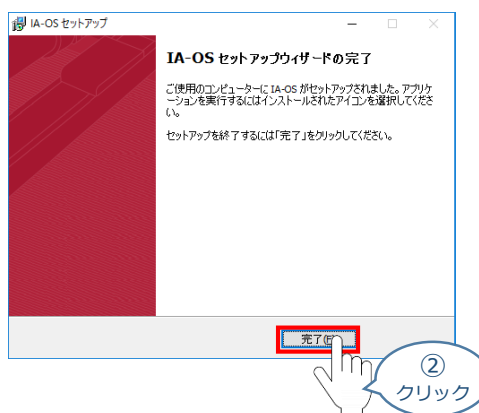 IA-OS セットアップ
IA-OS セットアップウィザードの完了
ご使用のコンピューターに IA-OS がセットアップされました。アプリケ
ーションを実行するにはインストールされたアイコンを選択してくださ
い。
セットアップを終了するには「完了」をクリックしてください。
完了(F)
②
クリック